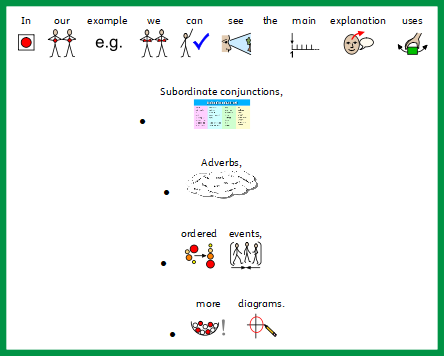 In our example we can see the main explanation uses
e.g.
Subordinate conjunctions,
Adverbs,
ordered events,
more diagrams.
!